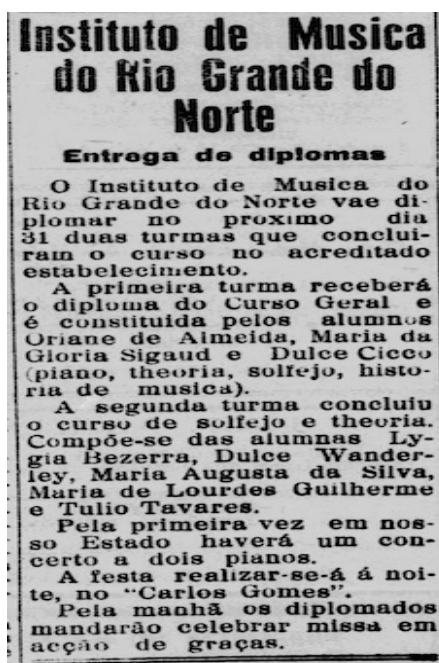 Instituto de Musica
do Rio Grande do
Norte
Entrega de diplomas
O Instituto de Musica do
Rio Grande do Norte vae di-
plomar no proximo dia
31 duas turmas que conclui-
ram o curso no acreditado
estabelecimento.
A primeira turma receberá
o diploma do Curso Geral e
é constituida pelos alumnos
Oriane de Almeida, Maria da
Gloria Sigaud e Dulce Cicco
(piano, theoria, solfejo, histo-
ria de musica).
A segunda turma concluiu
o curso de solfejo e theoria.
Compõe-se das alumnas Ly-
gia Bezerra, Dulce Wander-
ley, Maria Augusta da Silva,
Maria de Lourdes Guilherme
e Tulio Tavares.
Pela primeira vez em nos-
so Estado haverá um con-
certo a dois pianos.
A festa realizar-se-á á noi-
te, no "Carlos Gomes".
Pela manhã os diplomados
mandarão celebrar missa em
acção de graças.